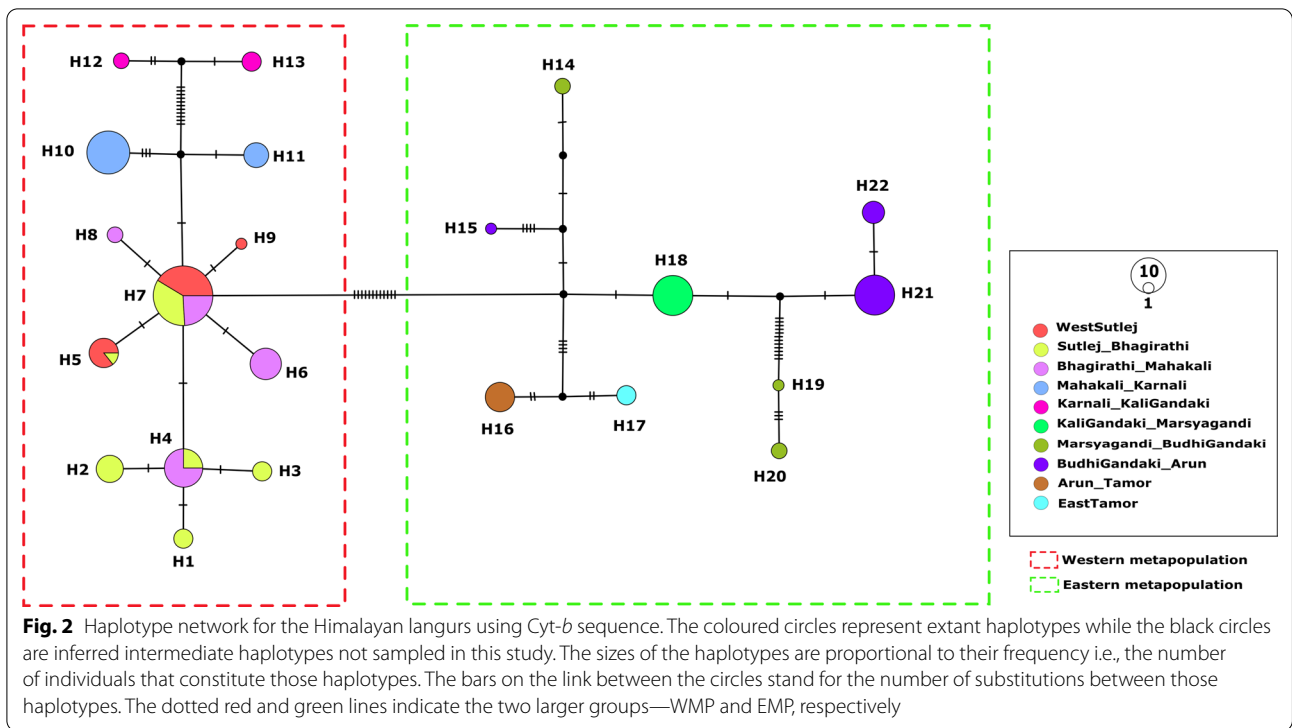 H12
H13
H14
H10
H11
H22
H8
H9
H15
H18
H7
H21
H5
H6
H19
H16
H17
H4
H2
H3
H20
H1
10
1
WestSutlej
Sutlej_Bhagirathi
Bhagirathi_Mahakali
Mahakali_Karnali
Karnali_KaliGandaki
KaliGandaki_Marsyagandi
Marsyagandi_BudhiGandaki
BudhiGandaki_Arun
Arun_Tamor
EastTamor
Western metapopulation
Eastern metapopulation
Fig. 2 Haplotype network for the Himalayan langurs using Cyt-b sequence. The coloured circles represent extant haplotypes while the black circles
are inferred intermediate haplotypes not sampled in this study. The sizes of the haplotypes are proportional to their frequency i.e., the number
of individuals that constitute those haplotypes. The bars on the link between the circles stand for the number of substitutions between those
haplotypes. The dotted red and green lines indicate the two larger groups—WMP and EMP, respectively